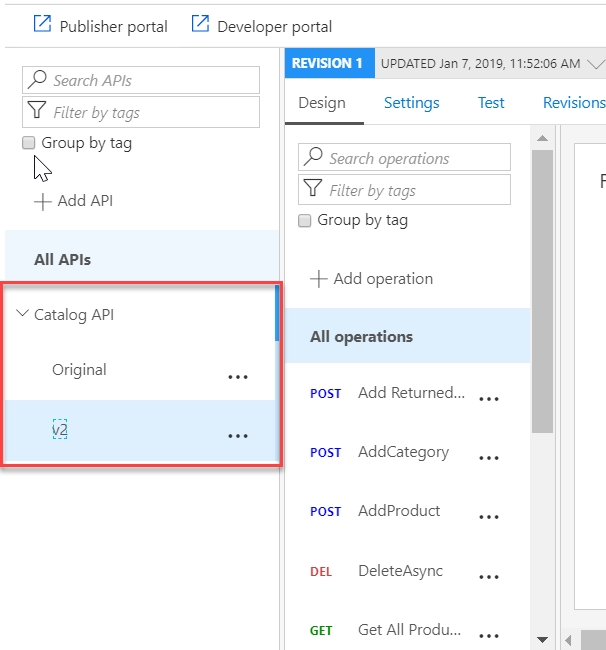 Publisher portal
Developer portal
Search APIs
Filter by tags
Group by tag
Add API
All APIs
Catalog API
Original
...
v2
...
REVISION 1
UPDATED Jan 7, 2019, 11:52:06 AM
Design
Settings
Test
Revisions
Search operations
Filter by tags
Group by tag
Add operation
All operations
POST Add Returned... ...
POST AddCategory ...
POST AddProduct ...
DEL DeleteAsync ...
GET Get All Produ... ...